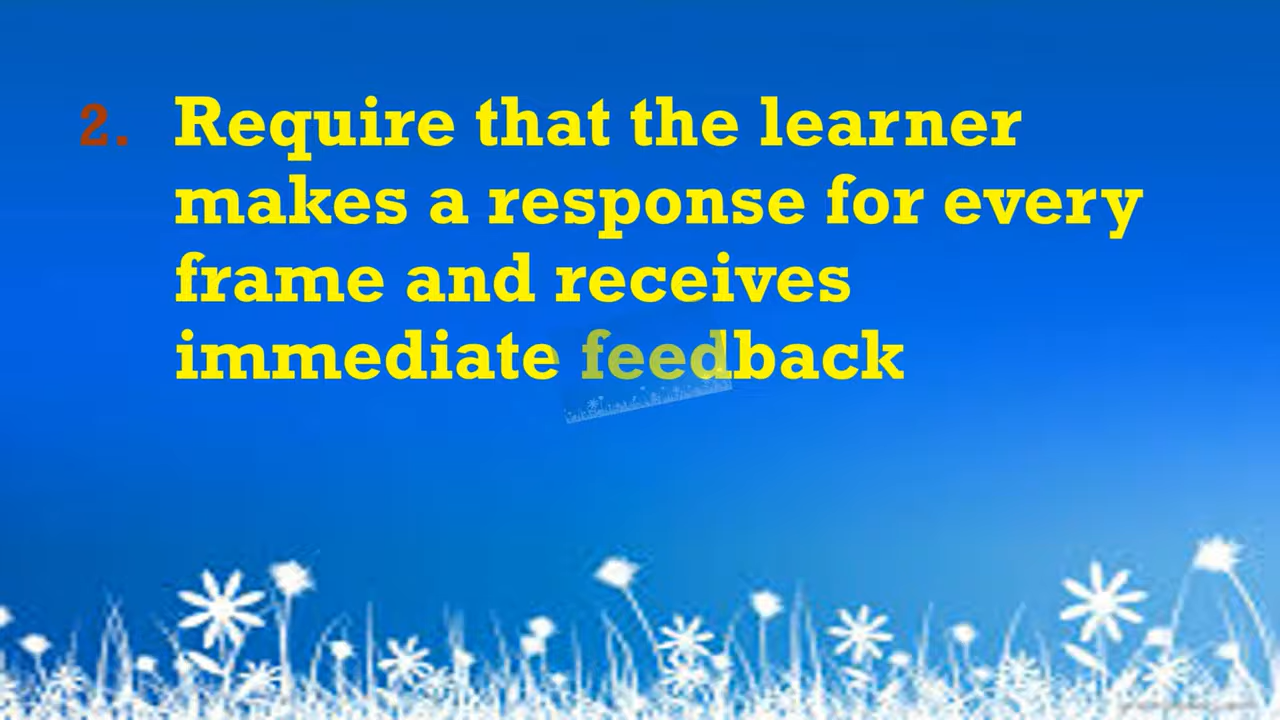 2. Require that the learner
makes a response for every
frame and receives
immediate feedback